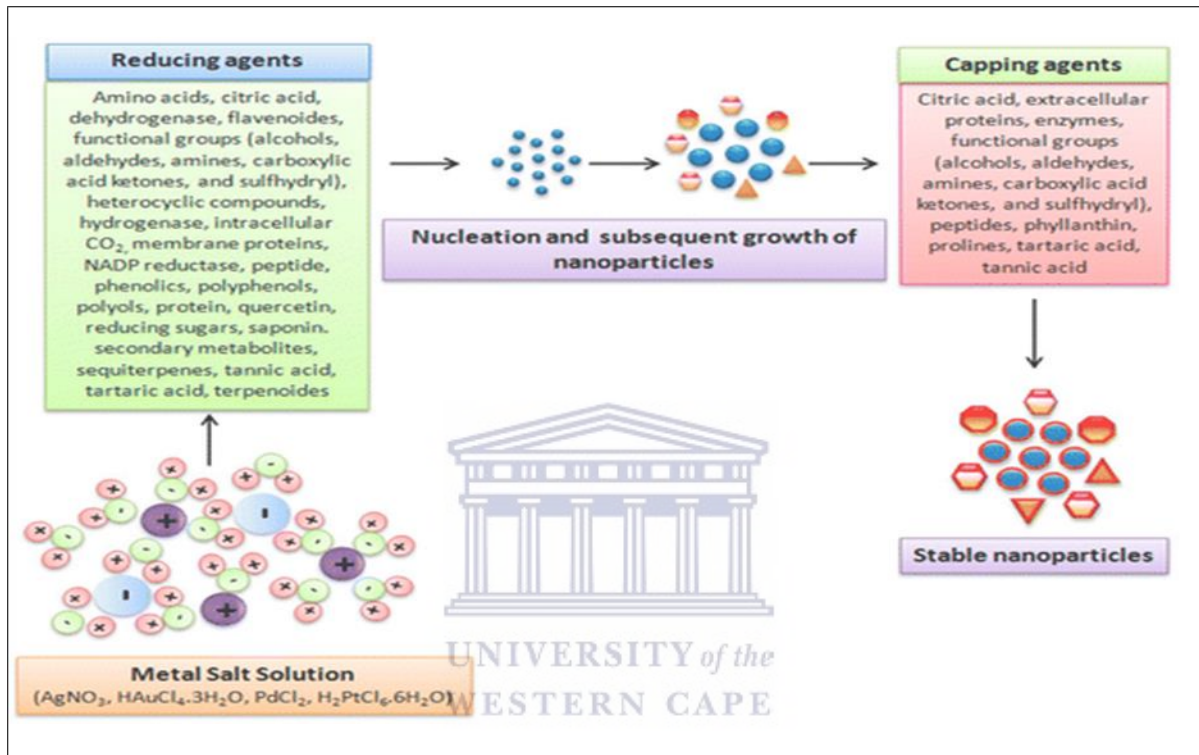 Reducing agents
Amino acids, citric acid,
dehydrogenase, flavenoides,
functional groups (alcohols,
aldehydes, amines, carboxylic
acid ketones, and sulfhydryl),
heterocyclic compounds,
hydrogenase, intracellular
CO₂, membrane proteins,
NADP reductase, peptide,
phenolics, polyphenols,
polyols, protein, quercetin,
reducing sugars, saponin.
secondary metabolites,
sequiterpenes, tannic acid,
tartaric acid, terpenoides
Nucleation and subsequent growth of
nanoparticles
Capping agents
Citric acid, extracellular
proteins, enzymes,
functional groups
(alcohols, aldehydes,
amines, carboxylic acid
ketones, and sulfhydryl),
peptides, phyllanthin,
prolines, tartaric acid,
tannic acid
Stable nanoparticles
Metal Salt Solution
(AgNO₃, HAuCl₄.3H₂O, PdCl₂, H₂PtCl₆.6H₂O)
UNIVERSITY of the
WESTERN CAPE